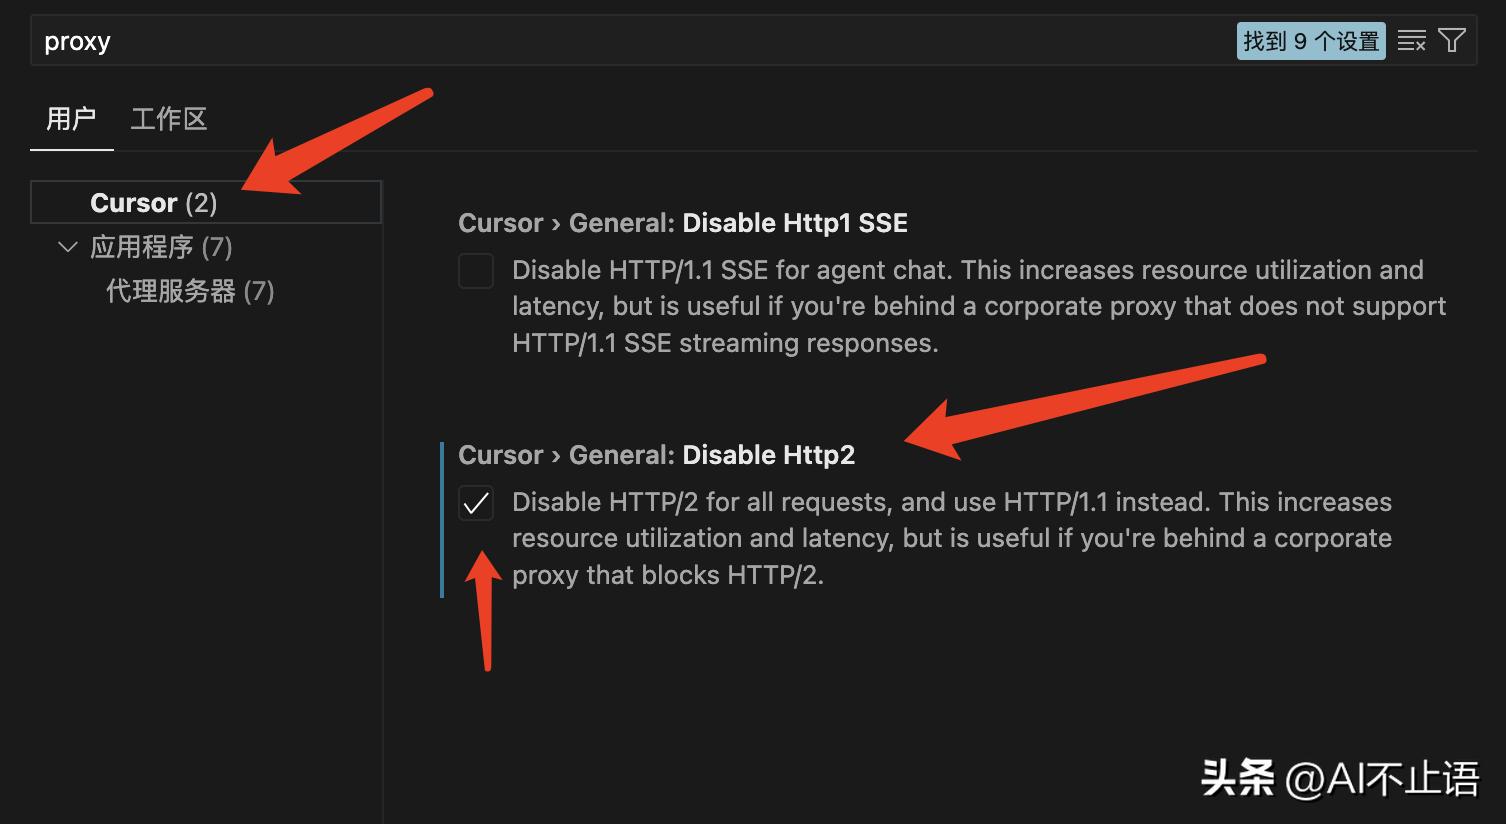 proxy
找到 9 个设置
用户
工作区
Cursor (2)
应用程序 (7)
代理服务器 (7)
Cursor › General: Disable Http1 SSE
Disable HTTP/1.1 SSE for agent chat. This increases resource utilization and
latency, but is useful if you're behind a corporate proxy that does not support
HTTP/1.1 SSE streaming responses.
Cursor › General: Disable Http2
Disable HTTP/2 for all requests, and use HTTP/1.1 instead. This increases
resource utilization and latency, but is useful if you're behind a corporate
proxy that blocks HTTP/2.
头条 @AI不止语